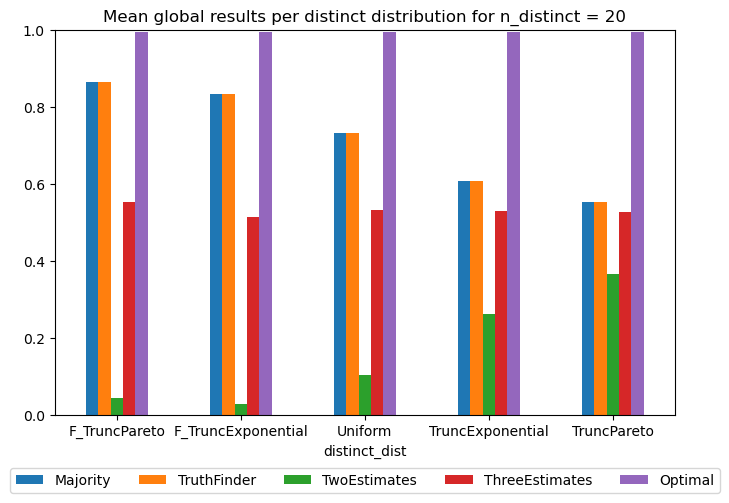 Mean global results per distinct distribution for n_distinct = 20
1.0
0.8
0.6
0.4
0.2
0.0
F_TruncPareto F_TruncExponential Uniform TruncExponential TruncPareto
distinct_dist
Majority TruthFinder TwoEstimates ThreeEstimates Optimal